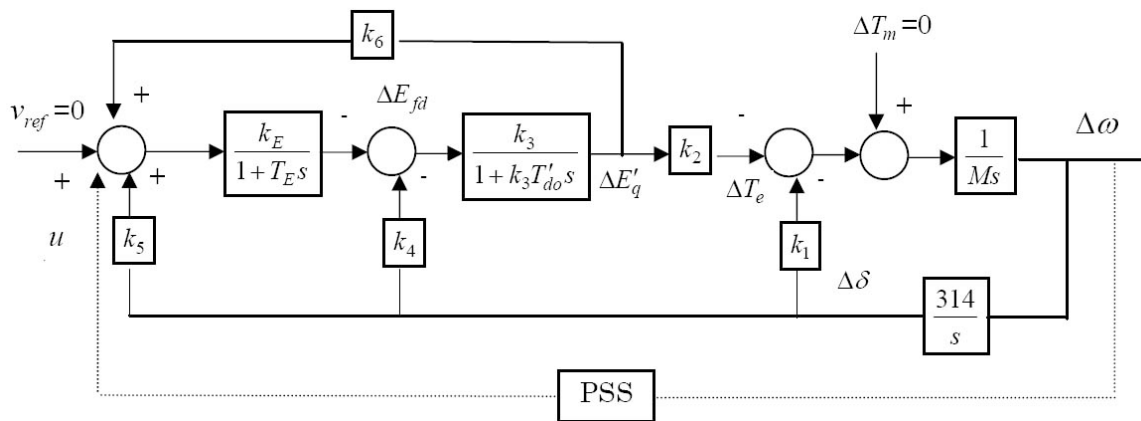 k₆
ΔTₘ=0
v_ref=0
+
+
+
u
+
k_E
1+T_E s
-
ΔE_fd
-
k₃
1+k₃T′_do s
ΔE′_q
k₂
-
ΔT_e
-
+
1
Ms
Δω
k₅
k₄
k₁
Δδ
314
s
PSS